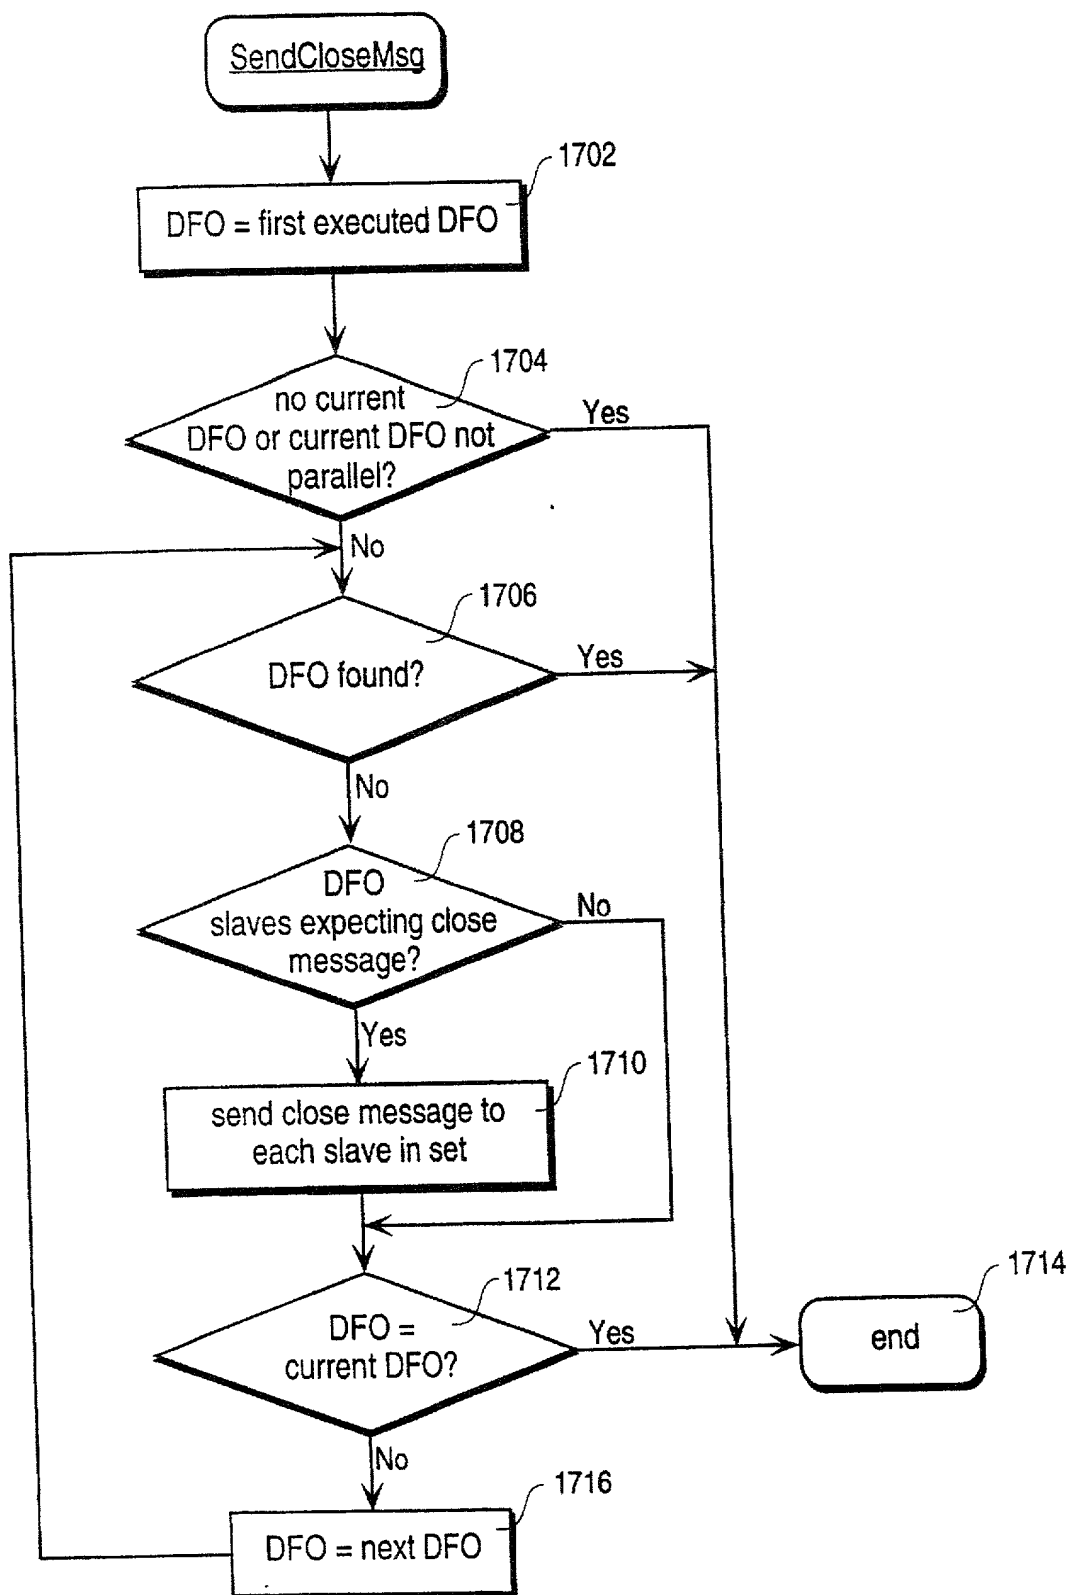 SendCloseMsg
1702
DFO = first executed DFO
1704
no current
DFO or current DFO not
parallel?
Yes
No
1706
DFO found?
Yes
No
1708
DFO
slaves expecting close
message?
No
Yes
1710
send close message to
each slave in set
1712
DFO =
current DFO?
Yes
1714
end
No
1716
DFO = next DFO